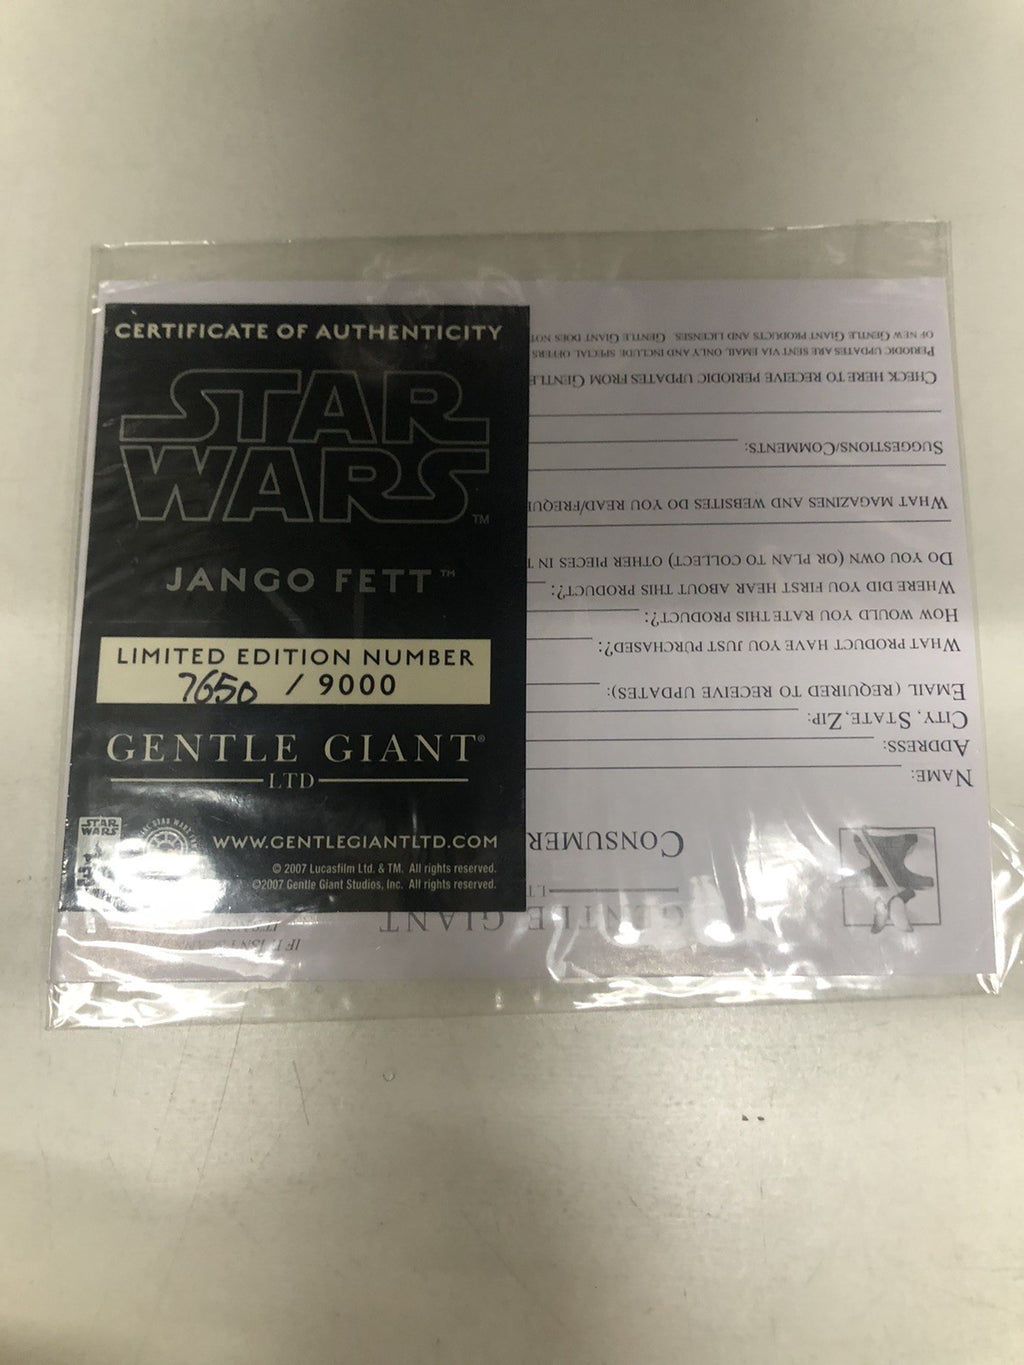 CERTIFICATE OF AUTHENTICITY
STAR
WARS™
JANGO FETT™
LIMITED EDITION NUMBER
7650 / 9000
GENTLE GIANT®
LTD
STAR
WARS
WWW.GENTLEGIANTLTD.COM
© 2007 Lucasfilm Ltd. & TM. All rights reserved.
©2007 Gentle Giant Studios, Inc. All rights reserved.
GENTLE GIANT
LT
CONSUMER
NAME:
ADDRESS:
CITY, STATE, ZIP:
EMAIL (REQUIRED TO RECEIVE UPDATES):
WHAT PRODUCT HAVE YOU JUST PURCHASED?:
HOW WOULD YOU RATE THIS PRODUCT?:
WHERE DID YOU FIRST HEAR ABOUT THIS PRODUCT?:
DO YOU OWN (OR PLAN TO COLLECT) OTHER PIECES IN
WHAT MAGAZINES AND WEBSITES DO YOU READ/FREQU
SUGGESTIONS/COMMENTS:
CHECK HERE TO RECEIVE PERIODIC UPDATES FROM GENTLE
PERIODIC UPDATES ARE SENT VIA EMAIL ONLY AND INCLUDE SPECIAL OFFERS
OF NEW GENTLE GIANT PRODUCTS AND LICENSES. GENTLE GIANT DOES NOT